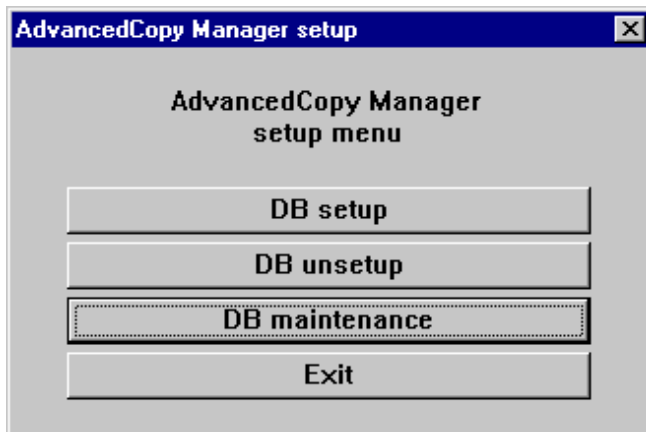 AdvancedCopy Manager setup
AdvancedCopy Manager
setup menu
DB setup
DB unsetup
DB maintenance
Exit